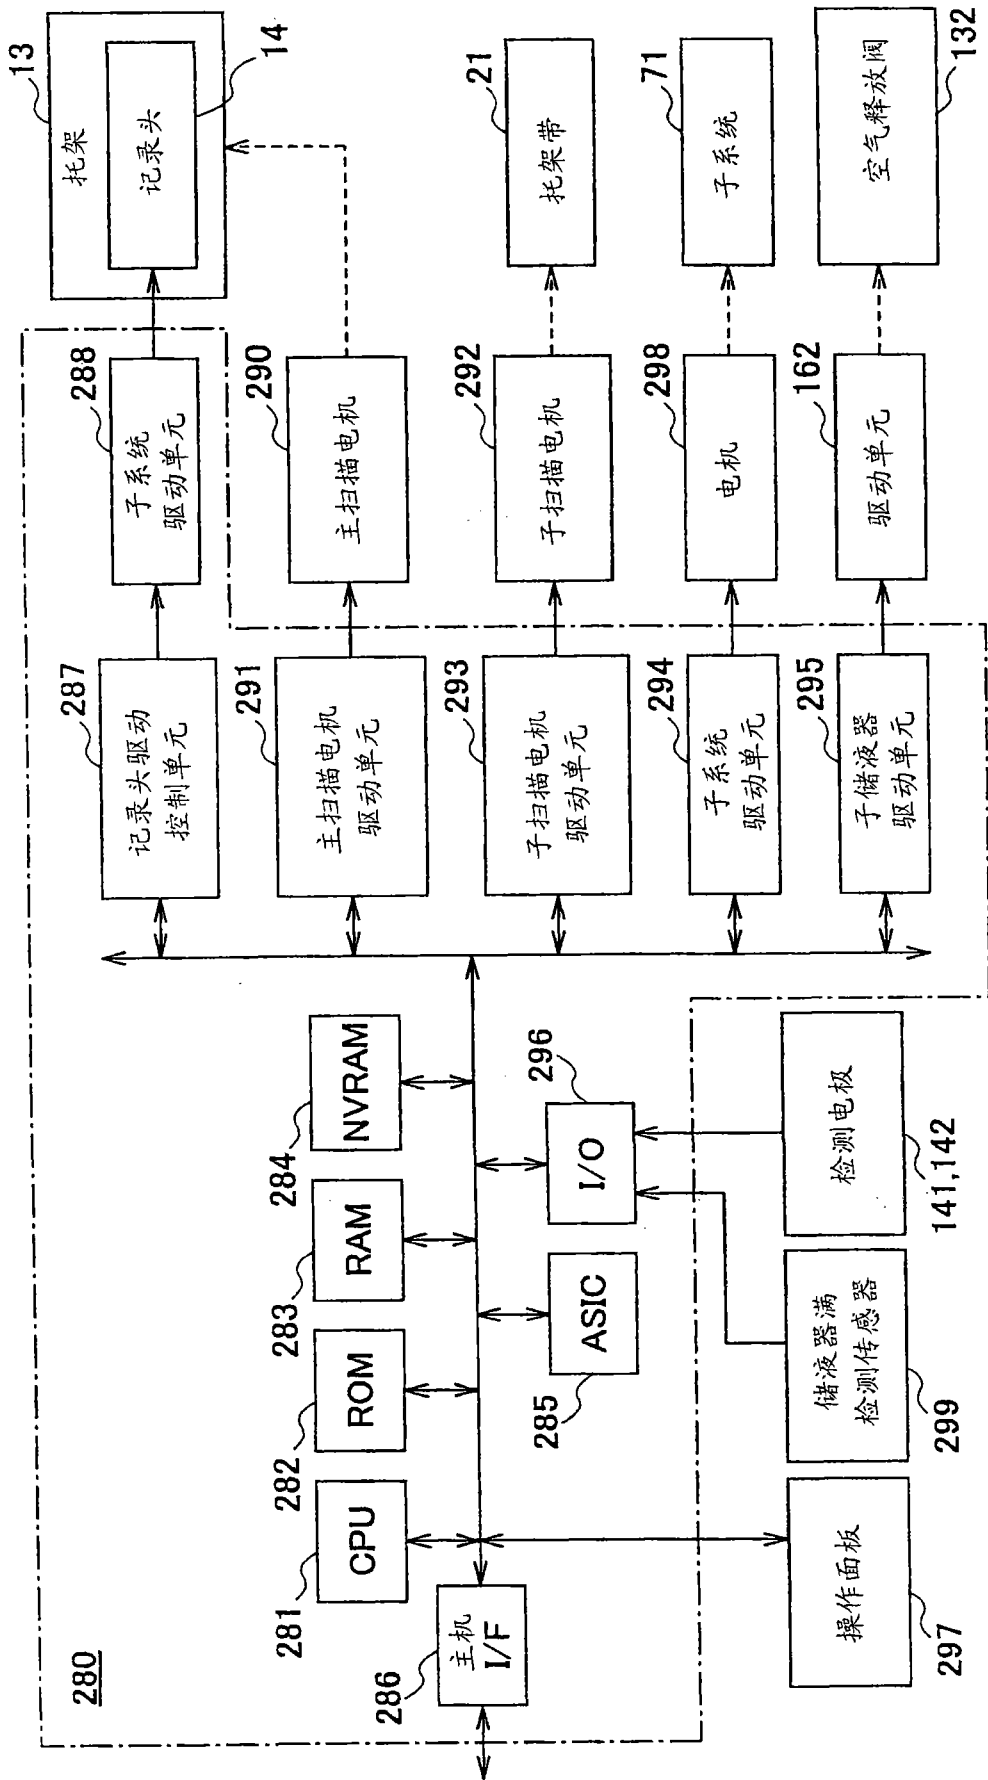 280
281
CPU
282
ROM
283
RAM
284
NVRAM
286
主机
I/F
285
ASIC
296
I/O
297
操作面板
299
储液器满
检测传感器
141,142
检测电极
287
记录头驱动
控制单元
288
子系统
驱动单元
13
托架
14
记录头
291
主扫描电机
驱动单元
290
主扫描电机
293
子扫描电机
驱动单元
292
子扫描电机
21
托架带
294
子系统
驱动单元
298
电机
71
子系统
295
子储液器
驱动单元
162
驱动单元
132
空气释放阀